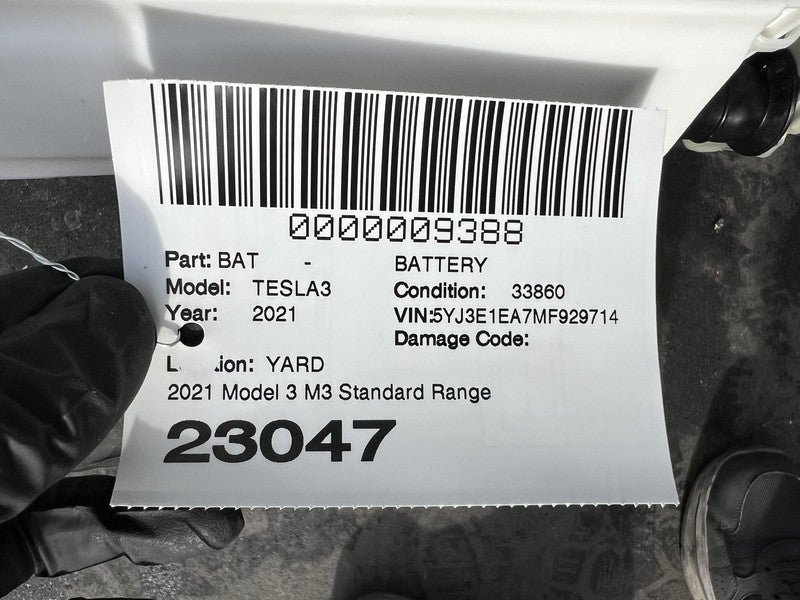 0000009388
Part: BAT - BATTERY
Model: TESLA3 Condition: 33860
Year: 2021 VIN:5YJ3E1EA7MF929714
Damage Code:
YARD
2021 Model 3 M3 Standard Range
23047